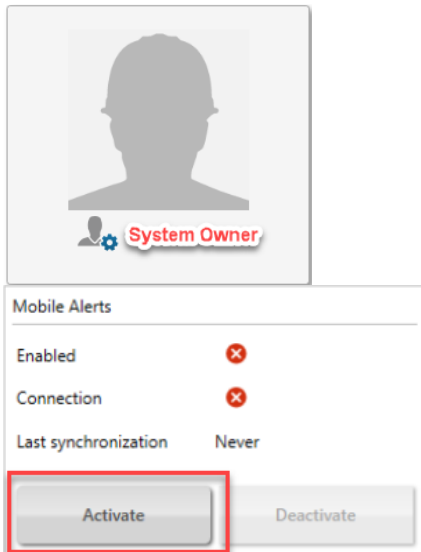 System Owner
Mobile Alerts
Enabled
Connection
Last synchronization Never
Activate Deactivate